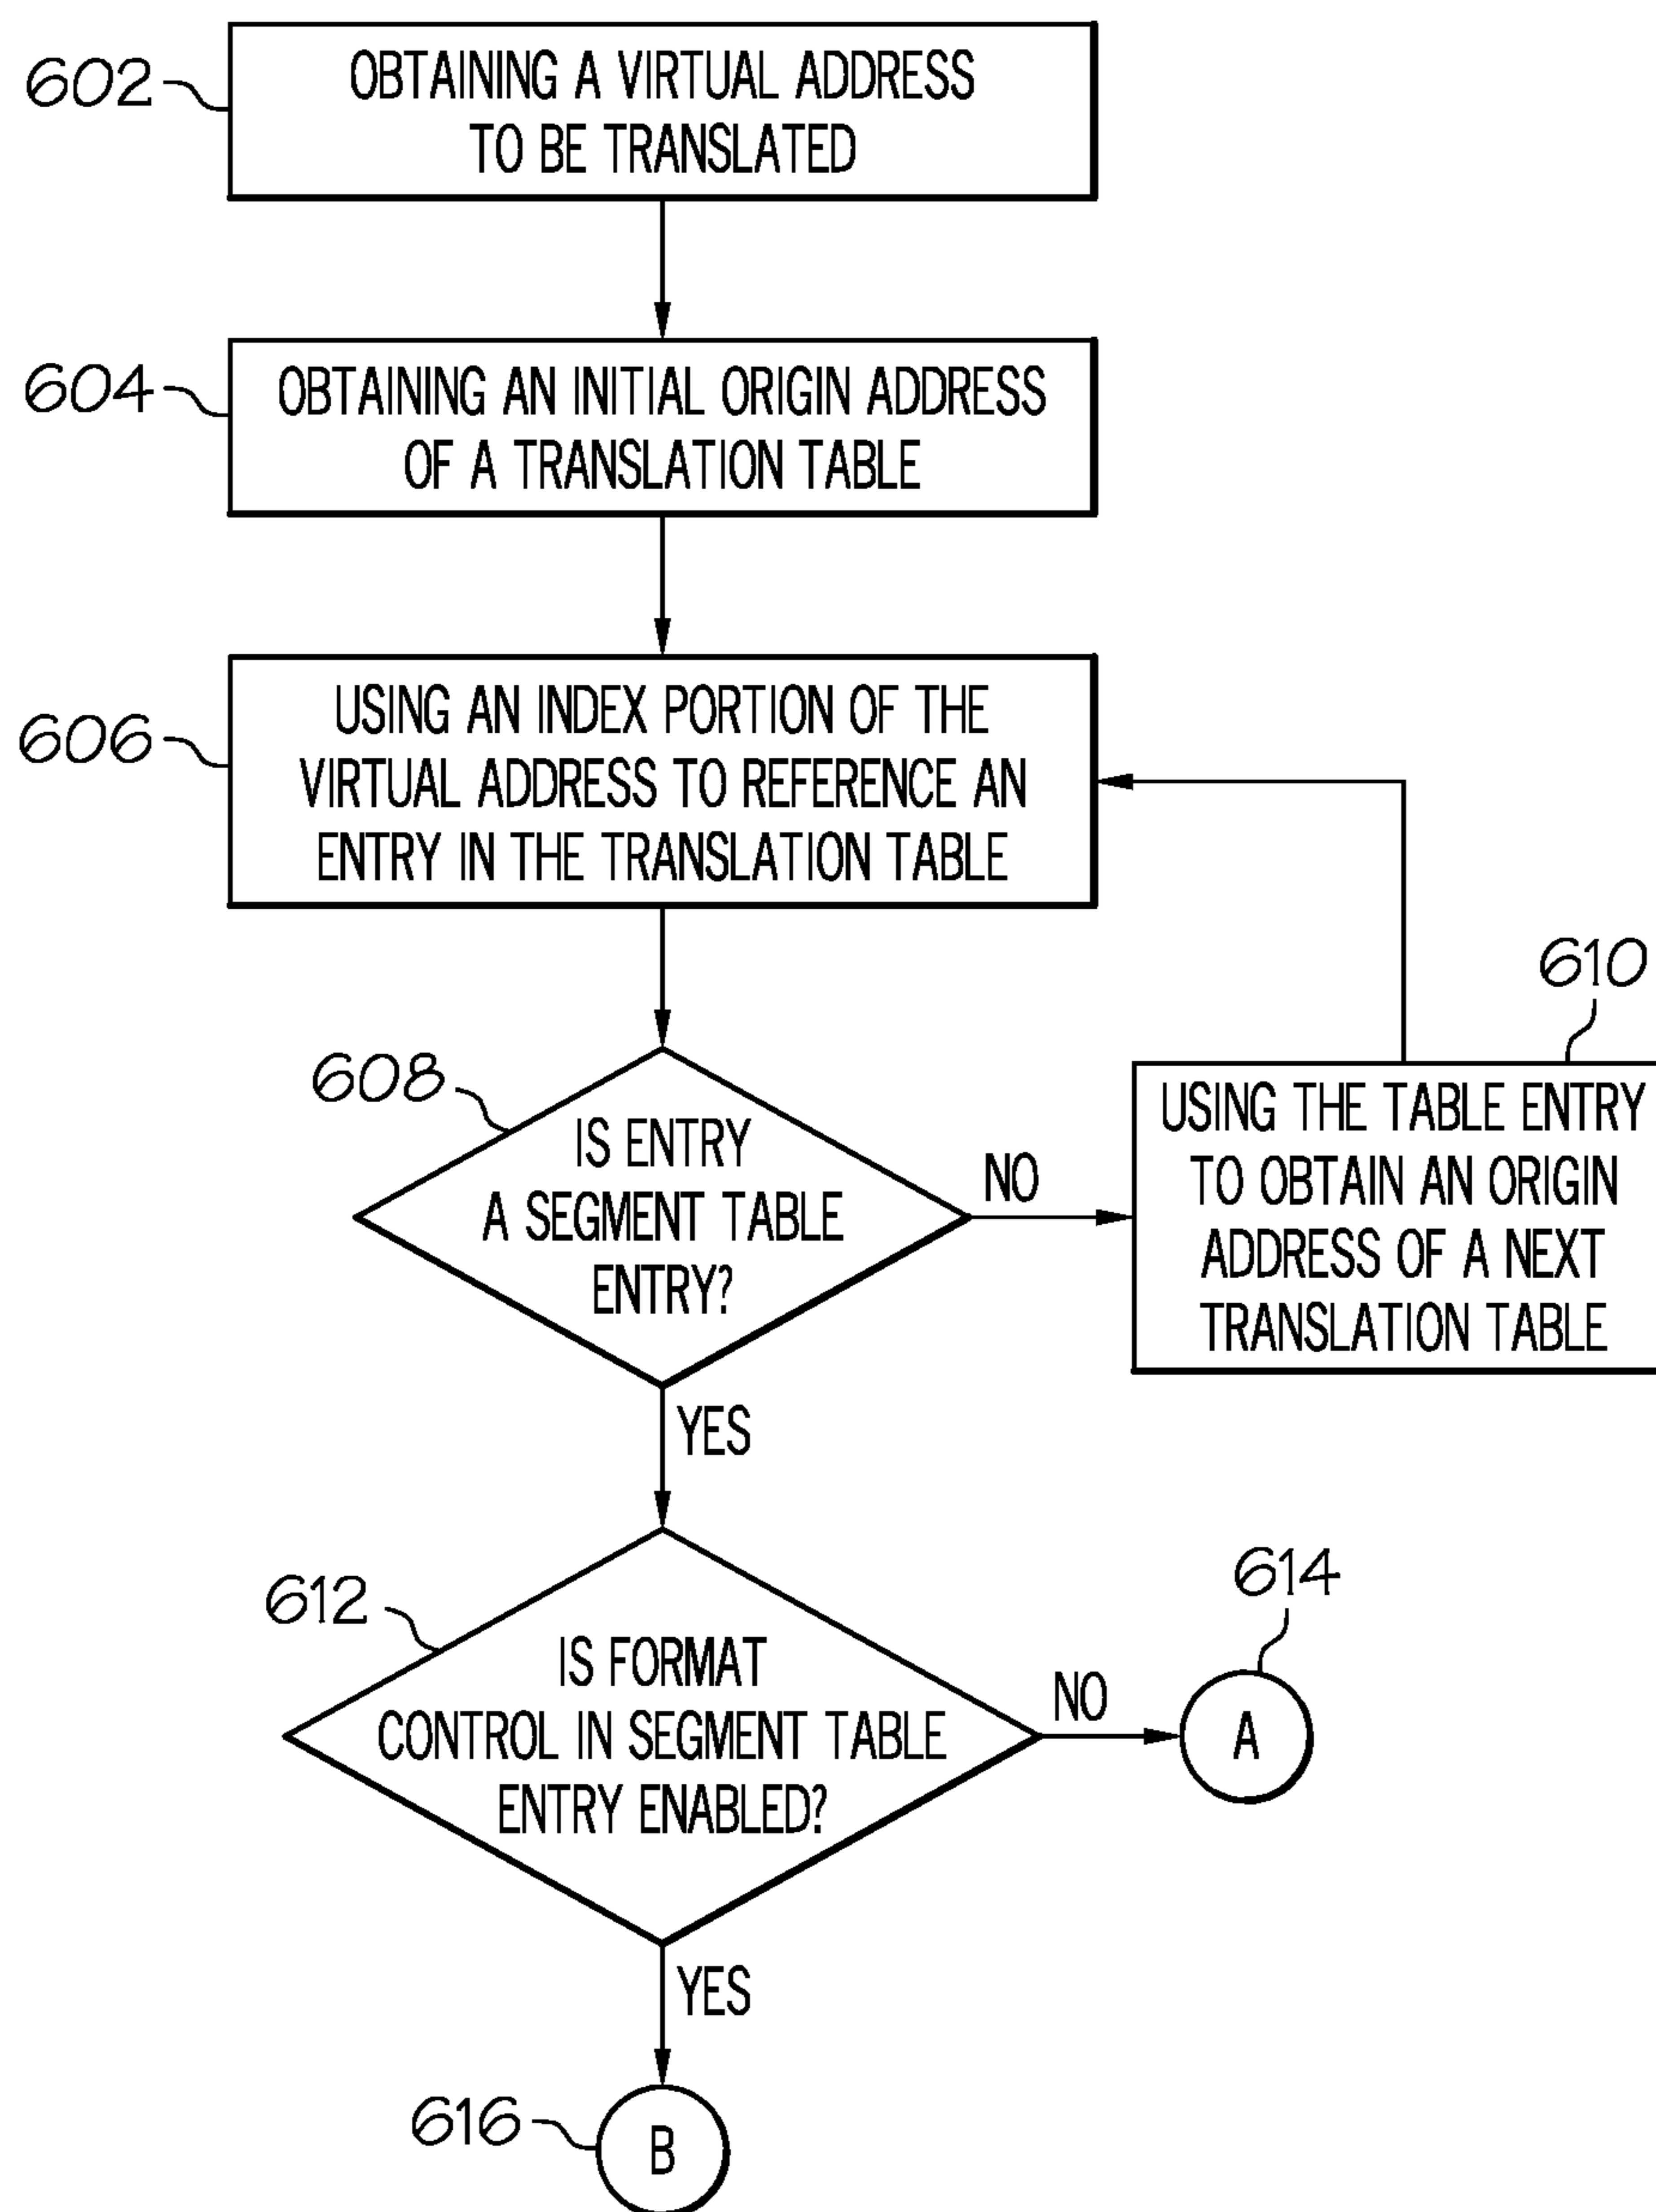 602
OBTAINING A VIRTUAL ADDRESS
TO BE TRANSLATED
604
OBTAINING AN INITIAL ORIGIN ADDRESS
OF A TRANSLATION TABLE
606
USING AN INDEX PORTION OF THE
VIRTUAL ADDRESS TO REFERENCE AN
ENTRY IN THE TRANSLATION TABLE
608
IS ENTRY
A SEGMENT TABLE
ENTRY?
NO
610
USING THE TABLE ENTRY
TO OBTAIN AN ORIGIN
ADDRESS OF A NEXT
TRANSLATION TABLE
YES
612
IS FORMAT
CONTROL IN SEGMENT TABLE
ENTRY ENABLED?
NO
614
A
YES
616
B